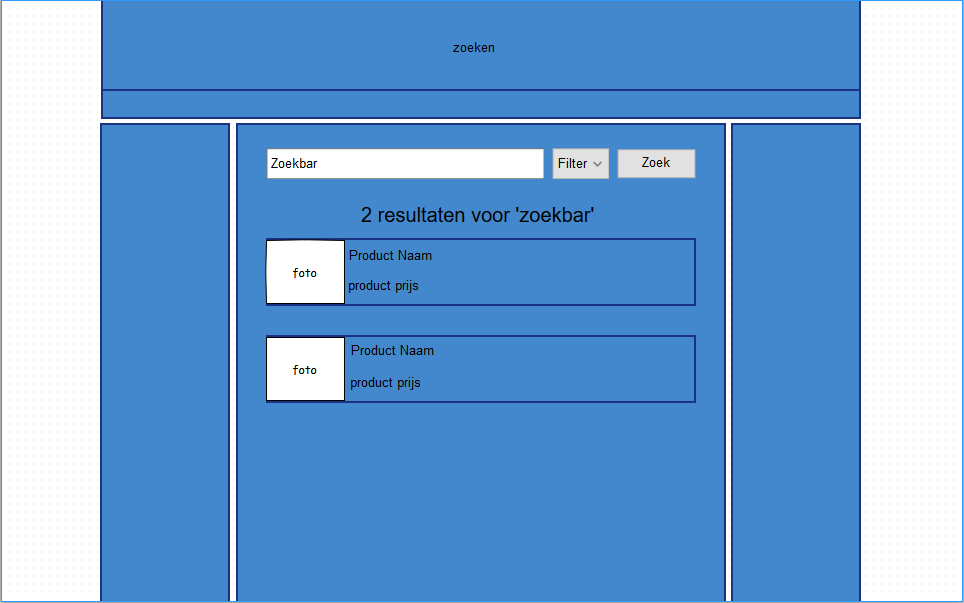 zoeken
Zoekbar Filter Zoek
2 resultaten voor 'zoekbar'
Product Naam
foto
product prijs
Product Naam
foto
product prijs